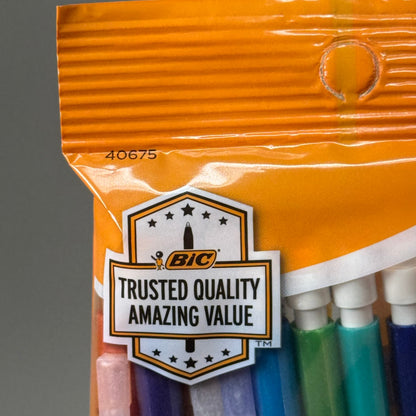 40675
BiC
TRUSTED QUALITY
AMAZING VALUE
TM